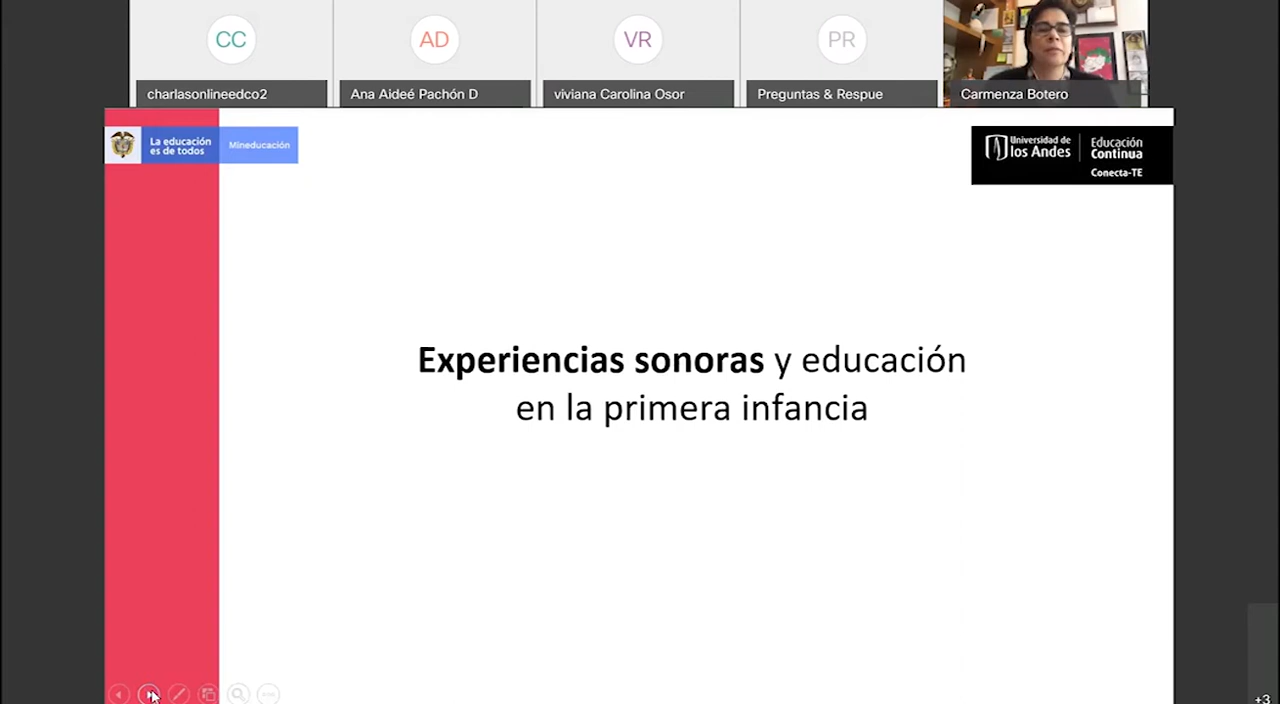 CC
AD
VR
PR
charlasonlineedco2
Ana Aideé Pachón D
viviana Carolina Osor
Preguntas & Respue
Carmenza Botero
La educación
es de todos
Mineducación
Universidad de
los Andes
Educación
Continua
Conecta-TE
Experiencias sonoras y educación
en la primera infancia
+3